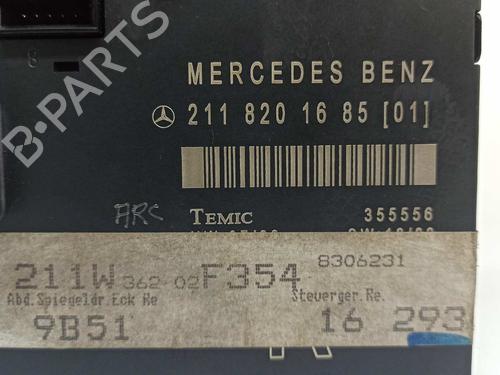 B-PARTS
8
MERCEDES BENZ
211 820 16 85 [01]
ARC
TEMIC 355556
211W 362 02 F354 8306231
Abd.Spiegeldr.Eck Re Steuerger.Re.
9B51 16 293